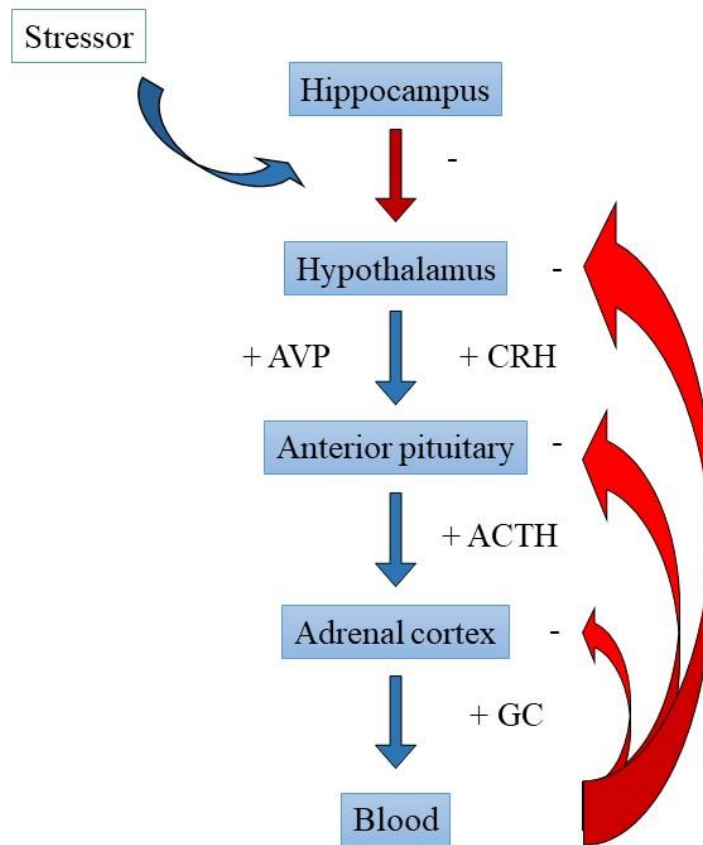 Stressor
Hippocampus
-
Hypothalamus -
+ AVP + CRH
Anterior pituitary -
+ ACTH
Adrenal cortex -
+ GC
Blood